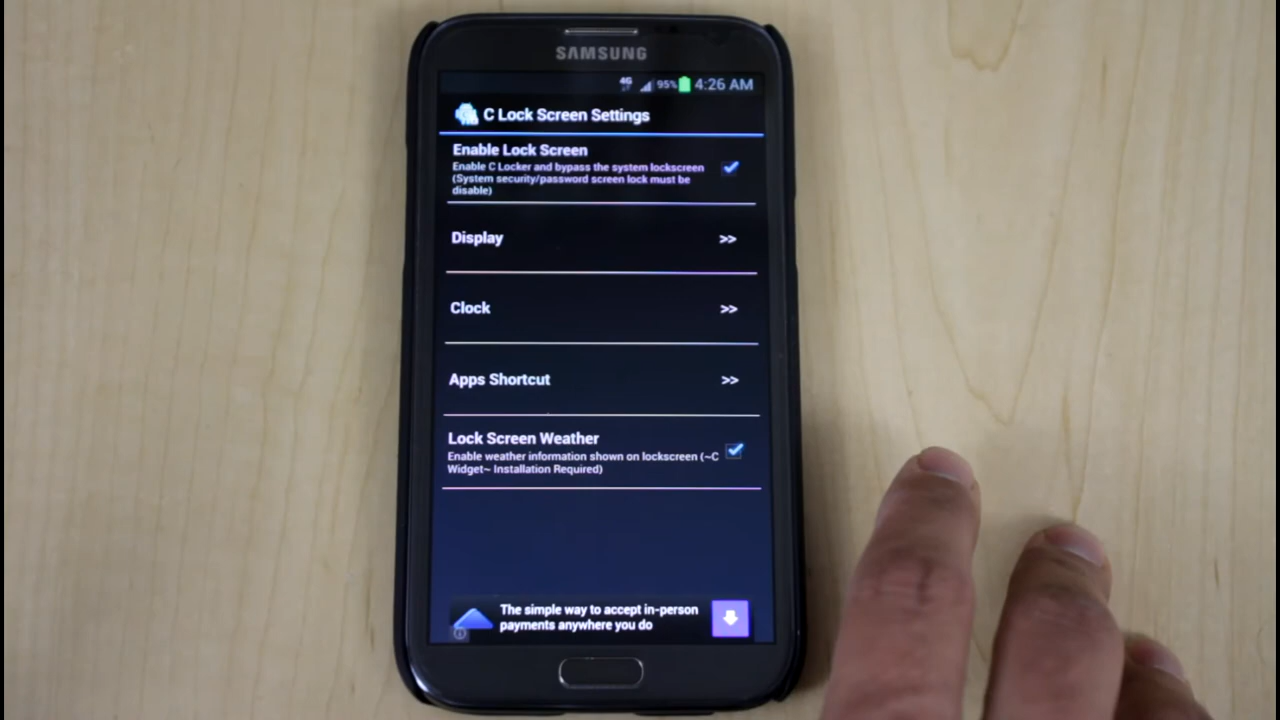 SAMSUNG
4G 95% 4:26 AM
C Lock Screen Settings
Enable Lock Screen
Enable C Locker and bypass the system lockscreen
(System security/password screen lock must be
disable)
Display >>
Clock >>
Apps Shortcut >>
Lock Screen Weather
Enable weather information shown on lockscreen (~C
Widget~ Installation Required)
The simple way to accept in-person
payments anywhere you do